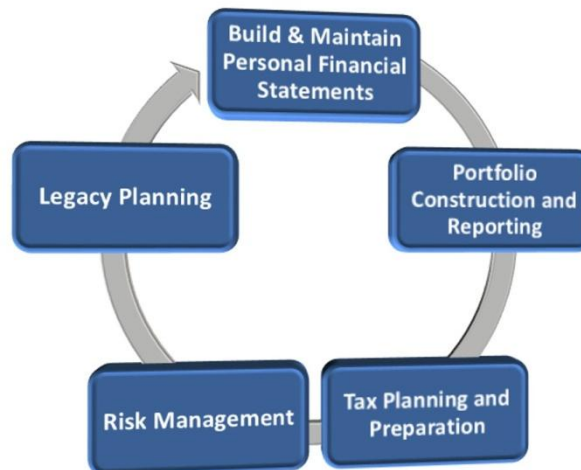 Build & Maintain
Personal Financial
Statements
Portfolio
Construction and
Reporting
Tax Planning and
Preparation
Risk Management
Legacy Planning